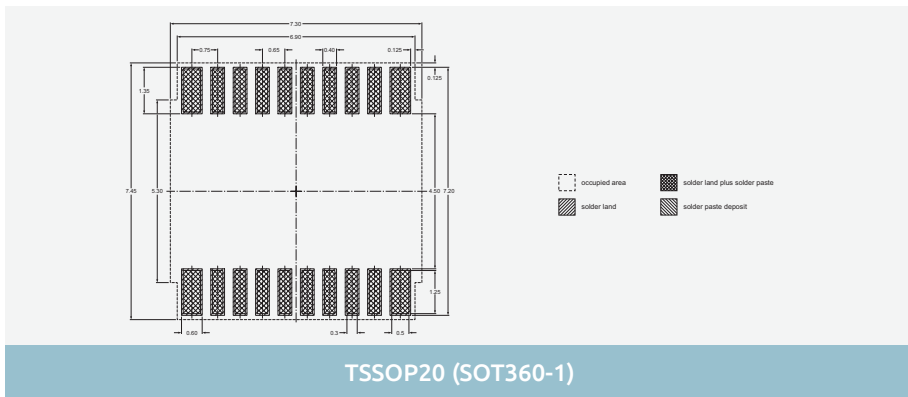 7.30
6.90
0.75 0.65 0.40 0.125
0.125
1.35
7.45 5.30 4.50 7.20
1.25
0.60 0.3 0.5
occupied area solder land plus solder paste
solder land solder paste deposit
TSSOP20 (SOT360-1)